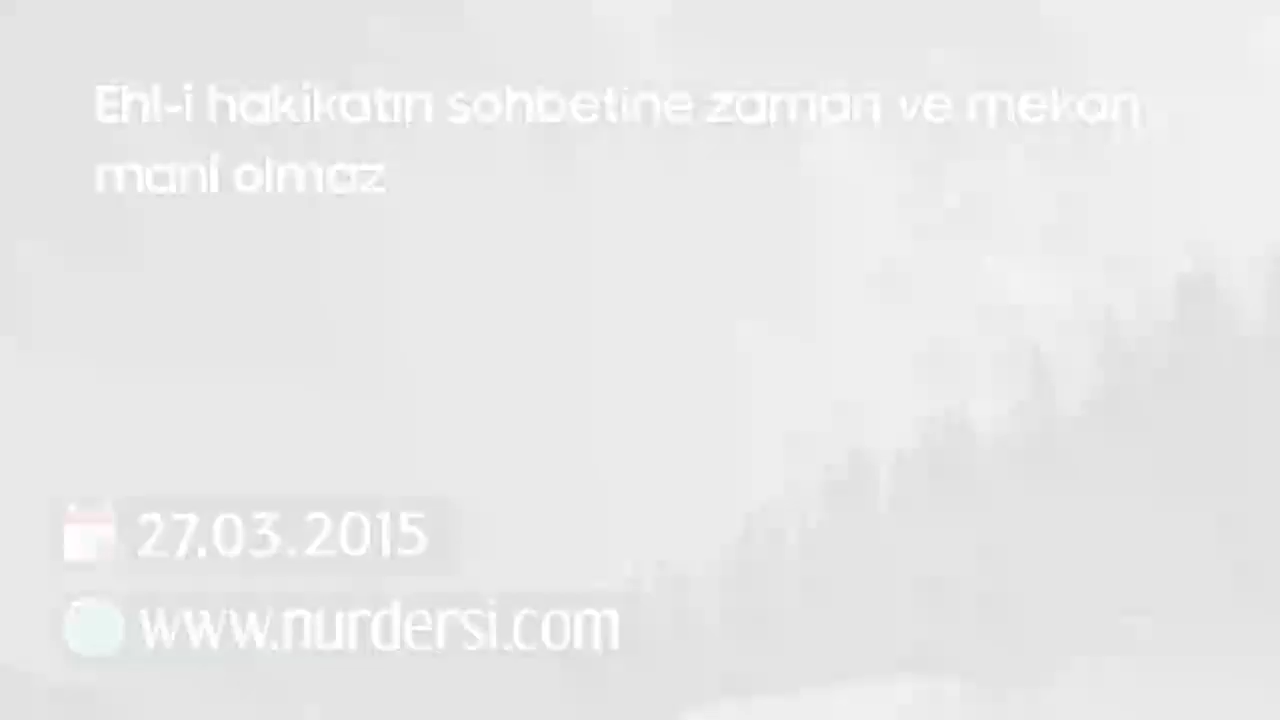 Ehl-i hakikatın sohbetine zaman ve mekan
mani olmaz
27.03.2015
www.nurdersi.com